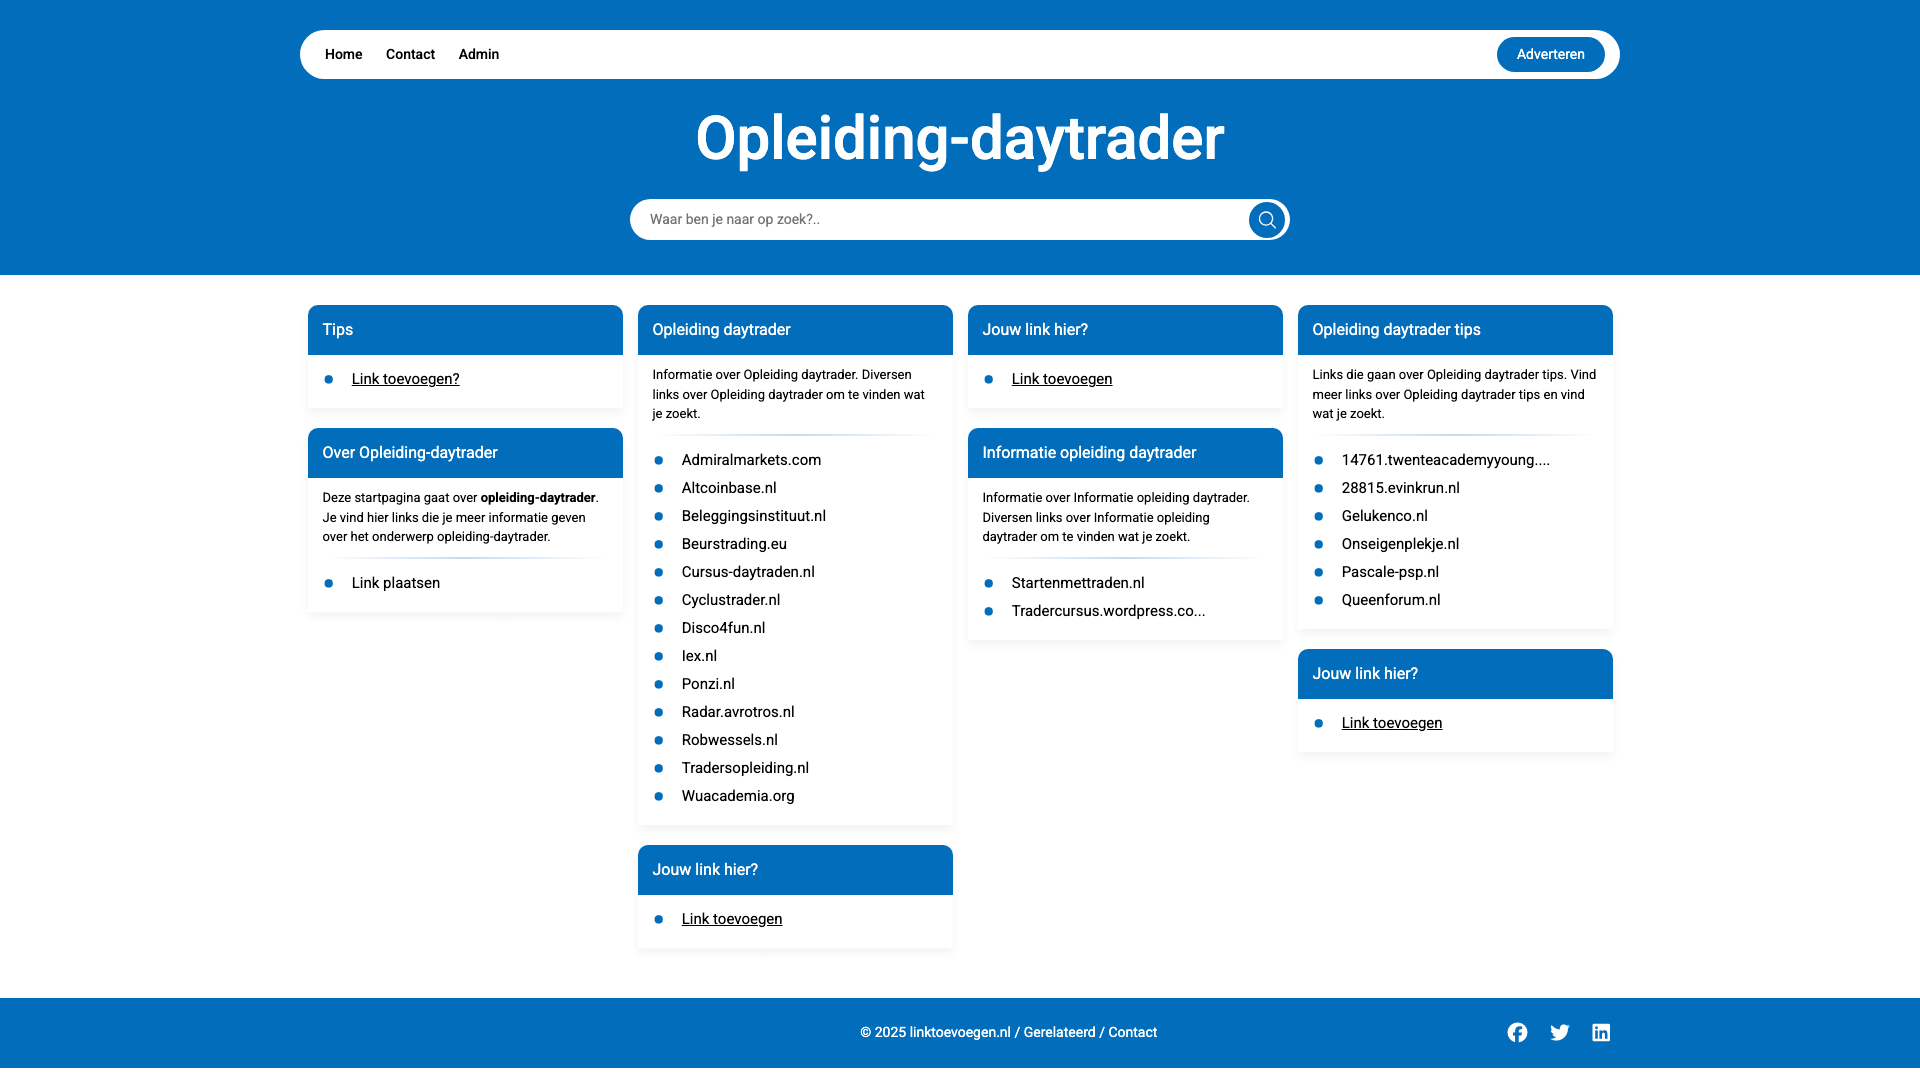 Home Contact Admin Adverteren
Opleiding-daytrader
Waar ben je naar op zoek?..
Tips
Link toevoegen?
Over Opleiding-daytrader
Deze startpagina gaat over opleiding-daytrader.
Je vind hier links die je meer informatie geven
over het onderwerp opleiding-daytrader.
Link plaatsen
Opleiding daytrader
Informatie over Opleiding daytrader. Diversen
links over Opleiding daytrader om te vinden wat
je zoekt.
Admiralmarkets.com
Altcoinbase.nl
Beleggingsinstituut.nl
Beurstrading.eu
Cursus-daytraden.nl
Cyclustrader.nl
Disco4fun.nl
Iex.nl
Ponzi.nl
Radar.avrotros.nl
Robwessels.nl
Tradersopleiding.nl
Wuacademia.org
Jouw link hier?
Link toevoegen
Jouw link hier?
Link toevoegen
Informatie opleiding daytrader
Informatie over Informatie opleiding daytrader.
Diversen links over Informatie opleiding
daytrader om te vinden wat je zoekt.
Startenmettraden.nl
Tradercursus.wordpress.co...
Opleiding daytrader tips
Links die gaan over Opleiding daytrader tips. Vind
meer links over Opleiding daytrader tips en vind
wat je zoekt.
14761.twenteacademyyoung....
28815.evinkrun.nl
Gelukenco.nl
Onseigenplekje.nl
Pascale-psp.nl
Queenforum.nl
Jouw link hier?
Link toevoegen
© 2025 linktoevoegen.nl / Gerelateerd / Contact